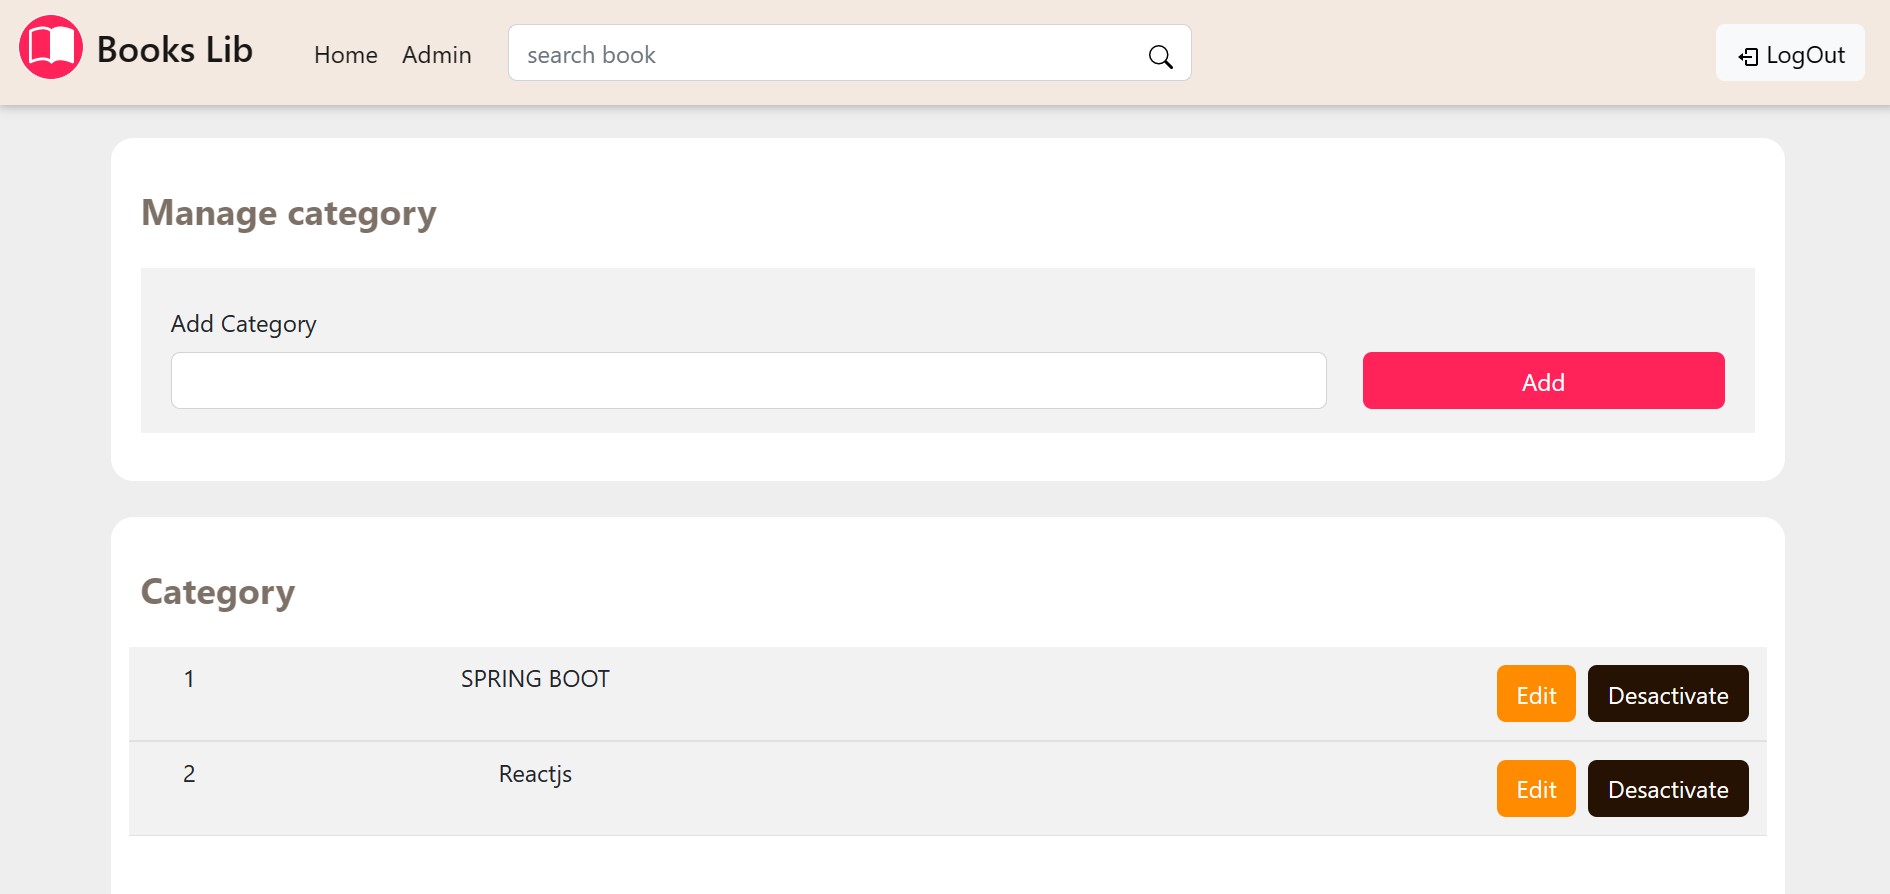 Books Lib Home Admin search book LogOut
Manage category
Add Category
Add
Category
1 SPRING BOOT Edit Desactivate
2 Reactjs Edit Desactivate